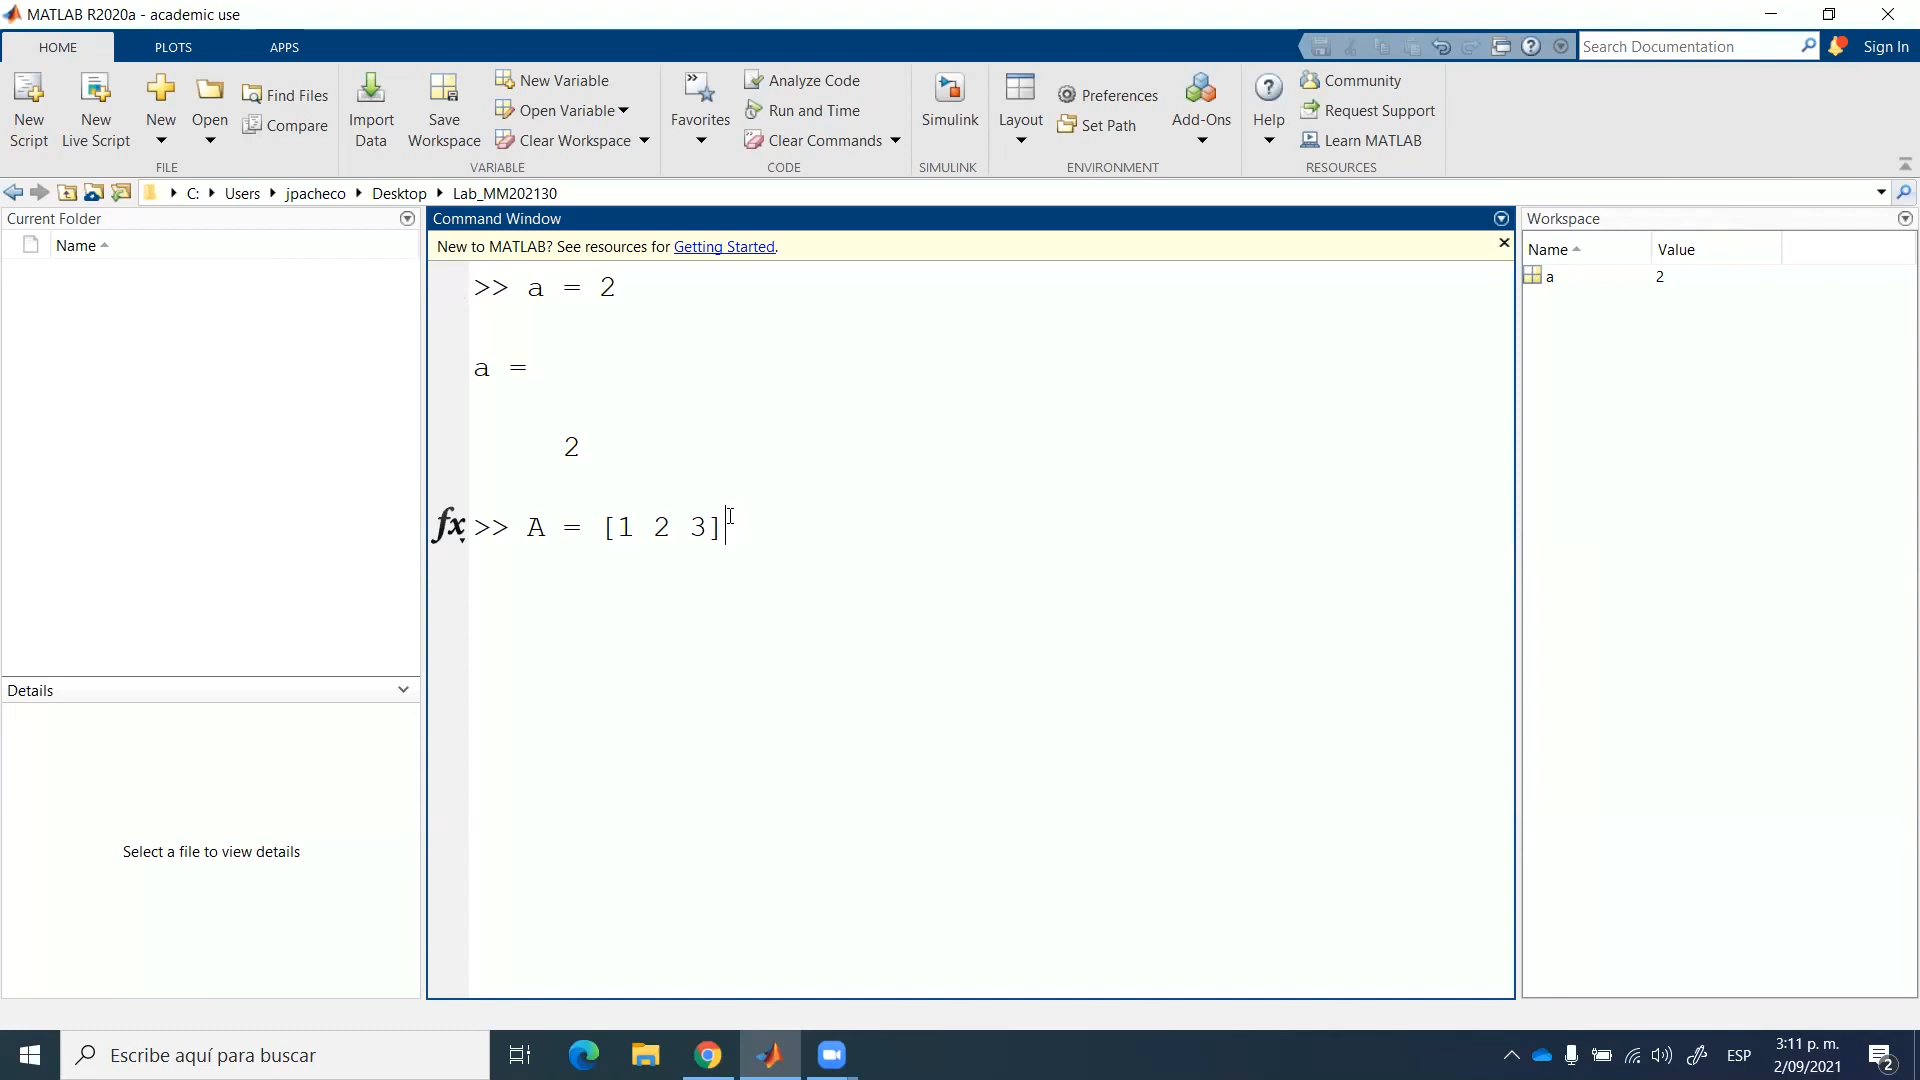 MATLAB R2020a - academic use
HOME PLOTS APPS
Search Documentation
Sign In
New Script
New Live Script
New
Open
Find Files
Compare
FILE
Import Data
Save Workspace
New Variable
Open Variable
Clear Workspace
VARIABLE
Favorites
Analyze Code
Run and Time
Clear Commands
CODE
Simulink
SIMULINK
Layout
Preferences
Set Path
Add-Ons
ENVIRONMENT
Help
Community
Request Support
Learn MATLAB
RESOURCES
C: Users jpacheco Desktop Lab_MM202130
Current Folder
Name
Details
Select a file to view details
Command Window
New to MATLAB? See resources for Getting Started.
>> a = 2
a =
2
fx >> A = [1 2 3]
Workspace
Name Value
a 2
Escribe aquí para buscar
ESP
3:11 p. m.
2/09/2021
2